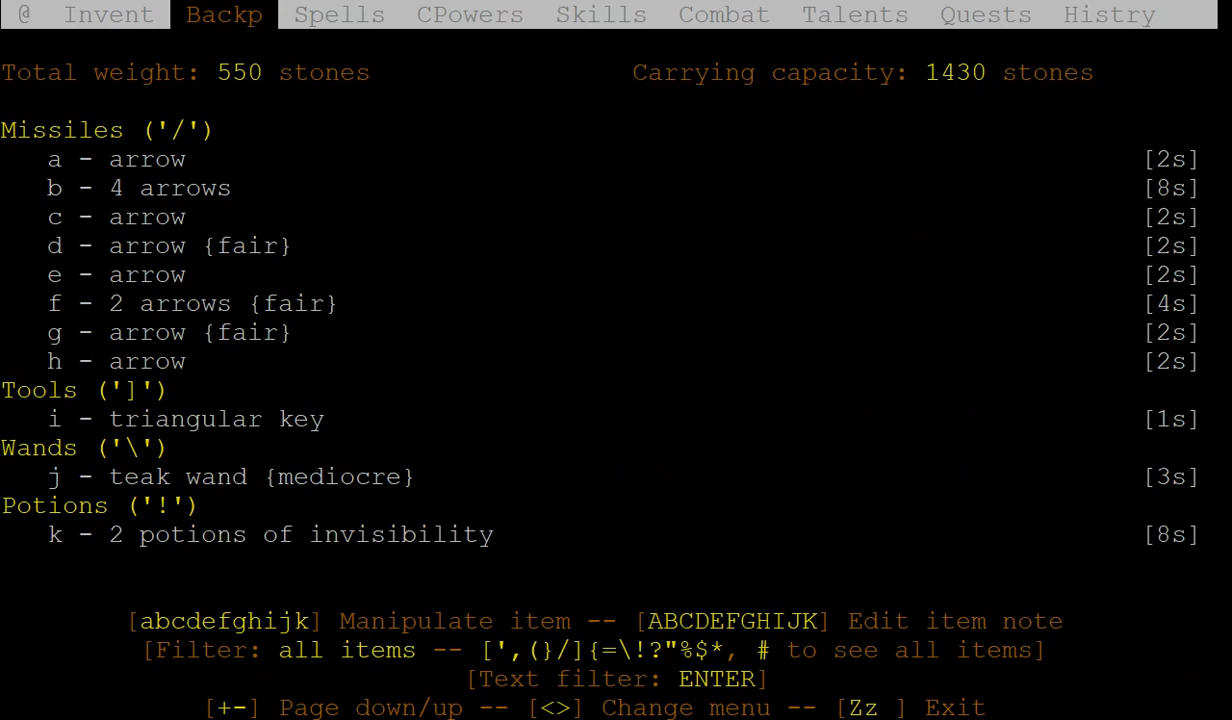 @ Invent Backp Spells CPowers Skills Combat Talents Quests Histry
Total weight: 550 stones Carrying capacity: 1430 stones
Missiles ('/')
a - arrow [2s]
b - 4 arrows [8s]
c - arrow [2s]
d - arrow {fair} [2s]
e - arrow [2s]
f - 2 arrows {fair} [4s]
g - arrow {fair} [2s]
h - arrow [2s]
Tools (']')
i - triangular key [1s]
Wands ('\')
j - teak wand {mediocre} [3s]
Potions ('!')
k - 2 potions of invisibility [8s]
[abcdefghijk] Manipulate item -- [ABCDEFGHIJK] Edit item note
[Filter: all items -- [',(}/]{=\!?"%$*, # to see all items]
[Text filter: ENTER]
[+-] Page down/up -- [<>] Change menu -- [Zz ] Exit